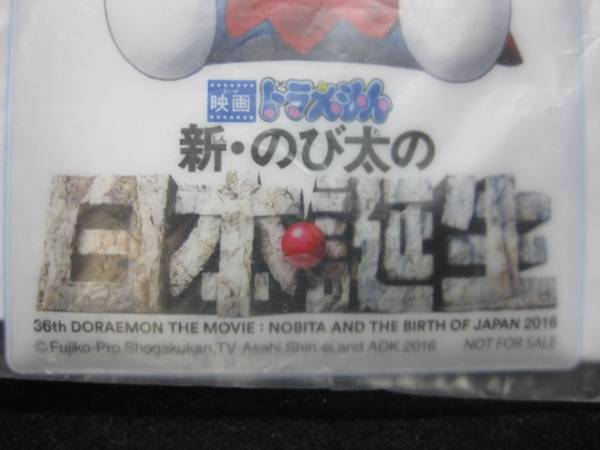 映画 ドラえもん
新・のび太の
日本誕生
36th DORAEMON THE MOVIE : NOBITA AND THE BIRTH OF JAPAN 2016
©Fujiko-Pro,Shogakukan,TV-Asahi,Shin-ei,and ADK 2016 NOT FOR SALE